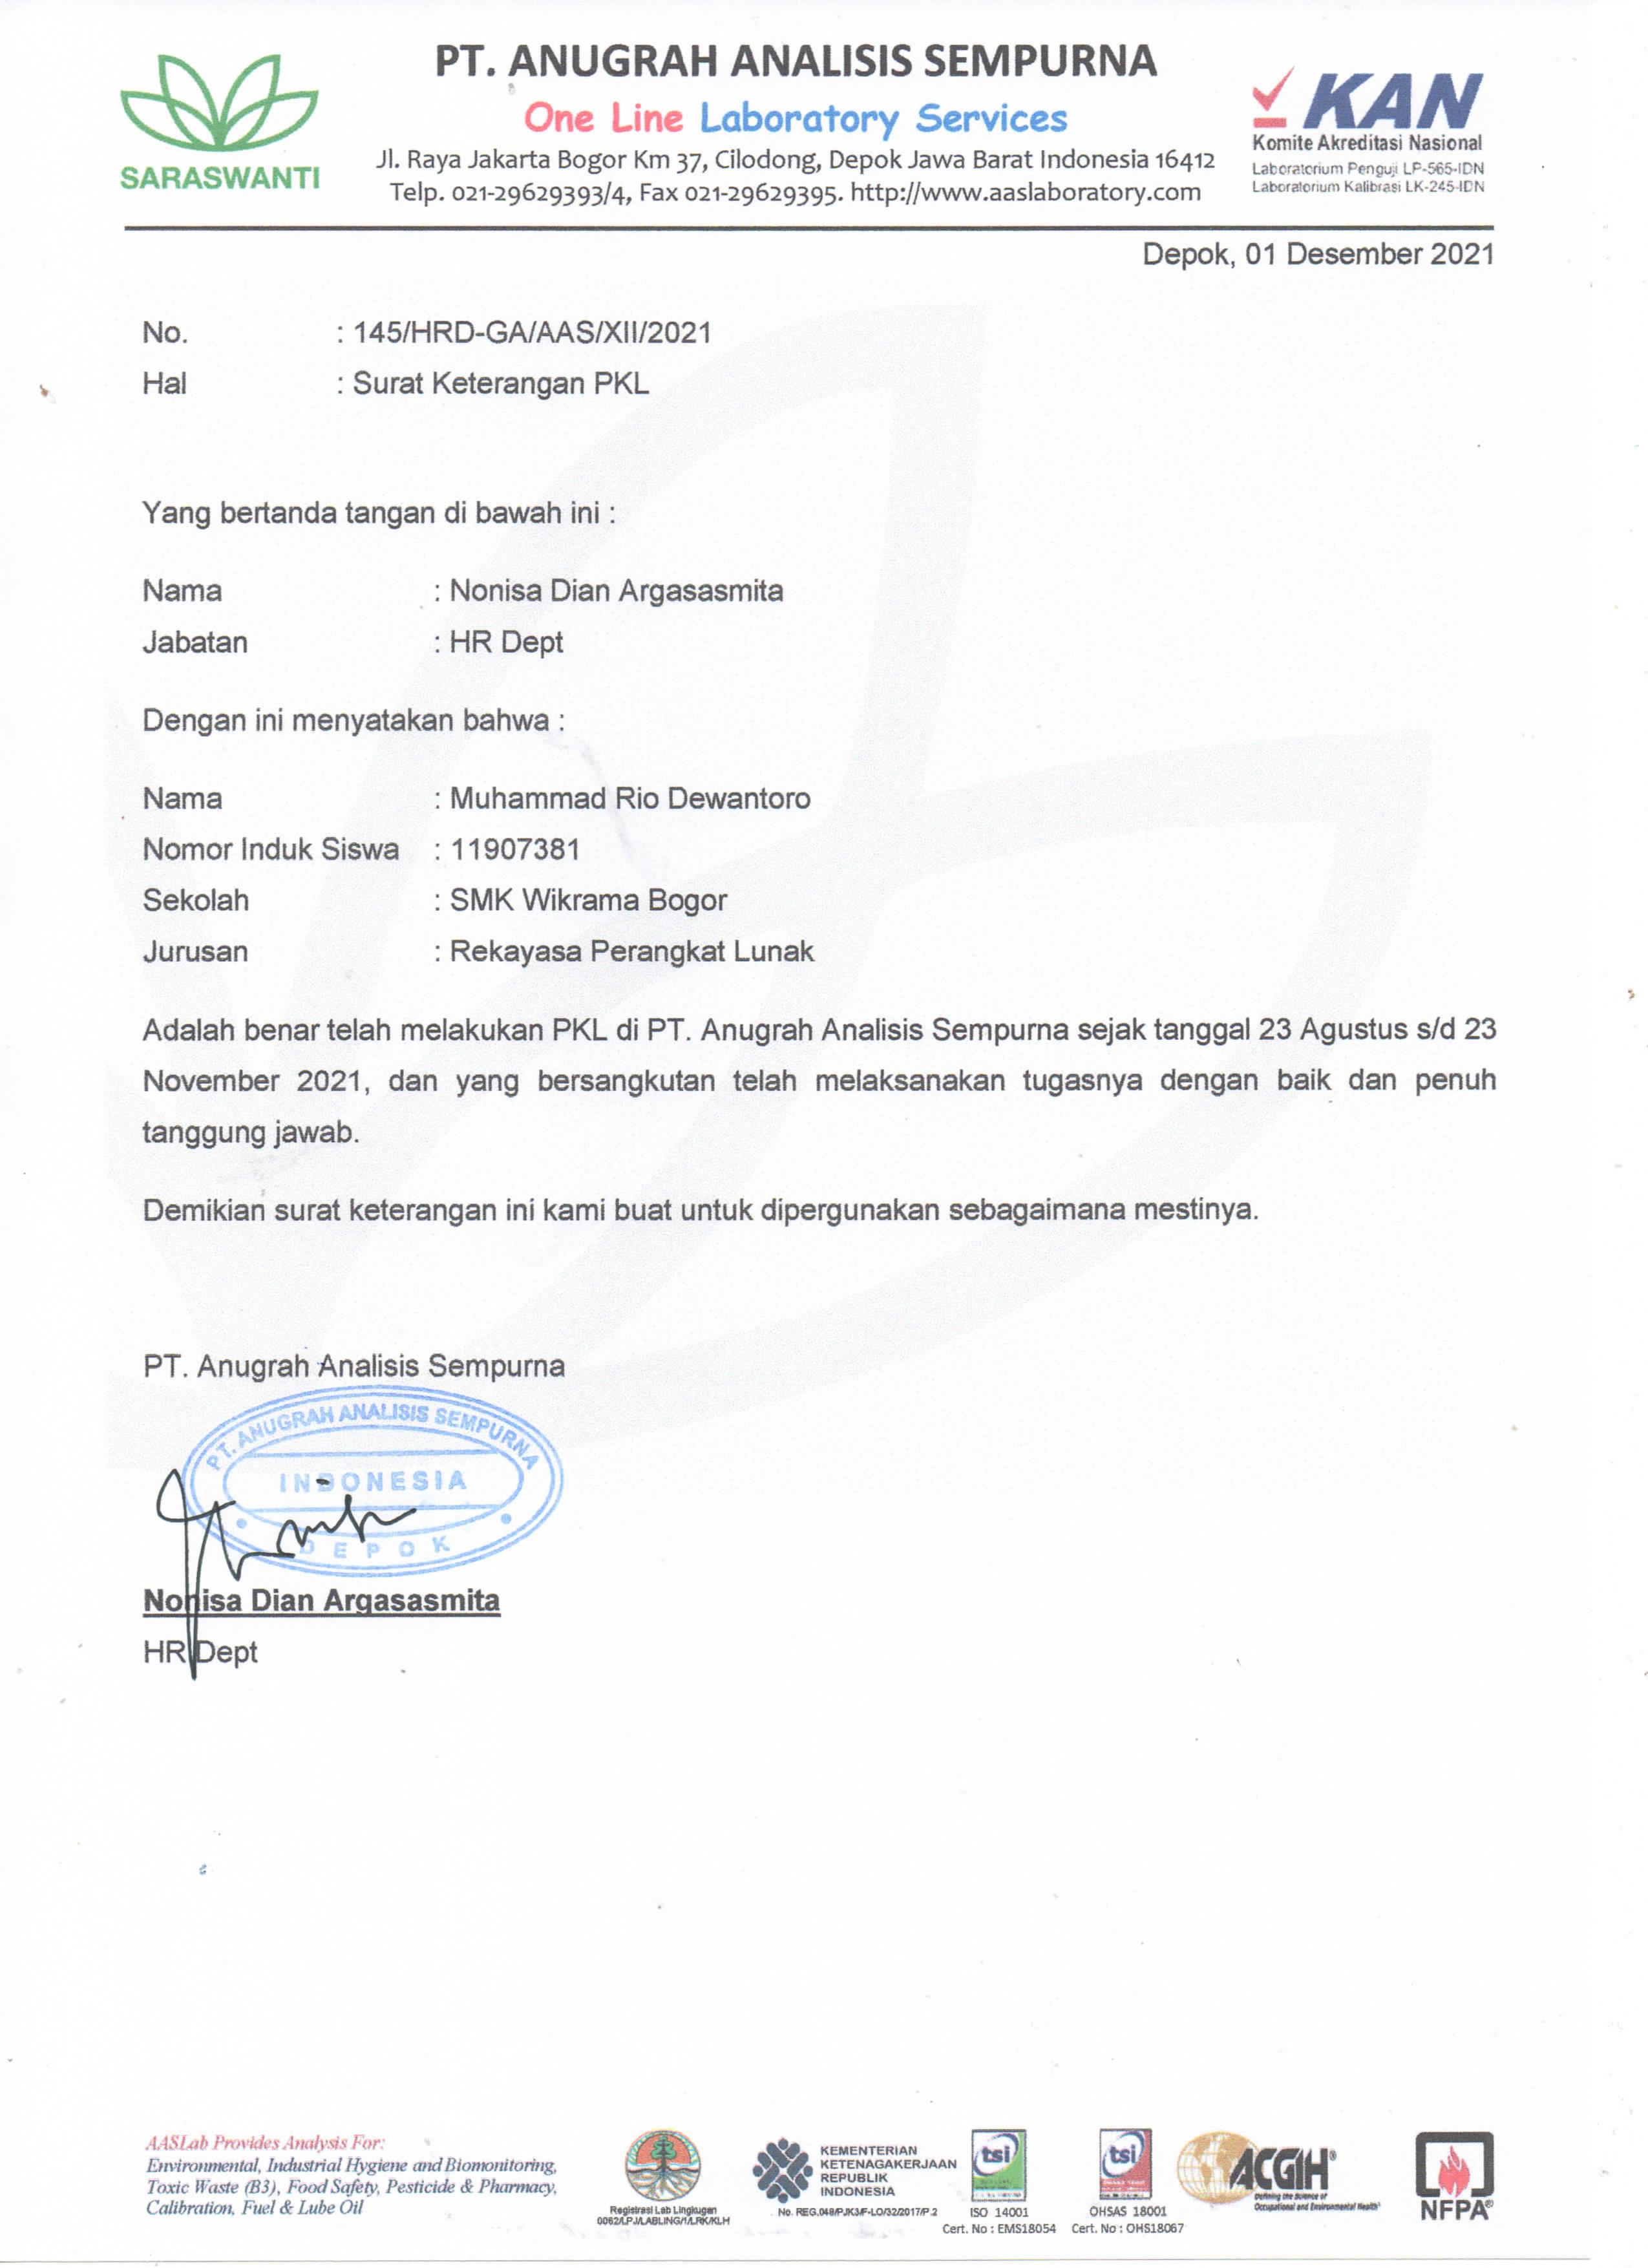 SARASWANTI
PT. ANUGRAH ANALISIS SEMPURNA
One Line Laboratory Services
Jl. Raya Jakarta Bogor Km 37, Cilodong, Depok Jawa Barat Indonesia 16412
Telp. 021-29629393/4, Fax 021-29629395. http://www.aaslaboratory.com
KAN
Komite Akreditasi Nasional
Laboratorium Penguji LP-565-IDN
Laboratorium Kalibrasi LK-245-IDN
Depok, 01 Desember 2021
No. : 145/HRD-GA/AAS/XII/2021
Hal : Surat Keterangan PKL
Yang bertanda tangan di bawah ini :
Nama : Nonisa Dian Argasasmita
Jabatan : HR Dept
Dengan ini menyatakan bahwa :
Nama : Muhammad Rio Dewantoro
Nomor Induk Siswa : 11907381
Sekolah : SMK Wikrama Bogor
Jurusan : Rekayasa Perangkat Lunak
Adalah benar telah melakukan PKL di PT. Anugrah Analisis Sempurna sejak tanggal 23 Agustus s/d 23
November 2021, dan yang bersangkutan telah melaksanakan tugasnya dengan baik dan penuh
tanggung jawab.
Demikian surat keterangan ini kami buat untuk dipergunakan sebagaimana mestinya.
PT. Anugrah Analisis Sempurna
PT. ANUGRAH ANALISIS SEMPURNA
INDONESIA
DEPOK
Nonisa Dian Argasasmita
HR Dept
AASLab Provides Analysis For:
Environmental, Industrial Hygiene and Biomonitoring,
Toxic Waste (B3), Food Safety, Pesticide & Pharmacy,
Calibration, Fuel & Lube Oil
Registrasi Lab Lingkugan
0062/LPJ/LABLING/1/LRK/KLH
KEMENTERIAN
KETENAGAKERJAAN
REPUBLIK
INDONESIA
No. REG.048/PJK3/F-LO/32/2017/P.2
tsi
ISO 14001
Cert. No : EMS18054
tsi
OHSAS 18001
Cert. No : OHS18067
ACGIH®
Defining the Science of
Occupational and Environmental Health®
NFPA®